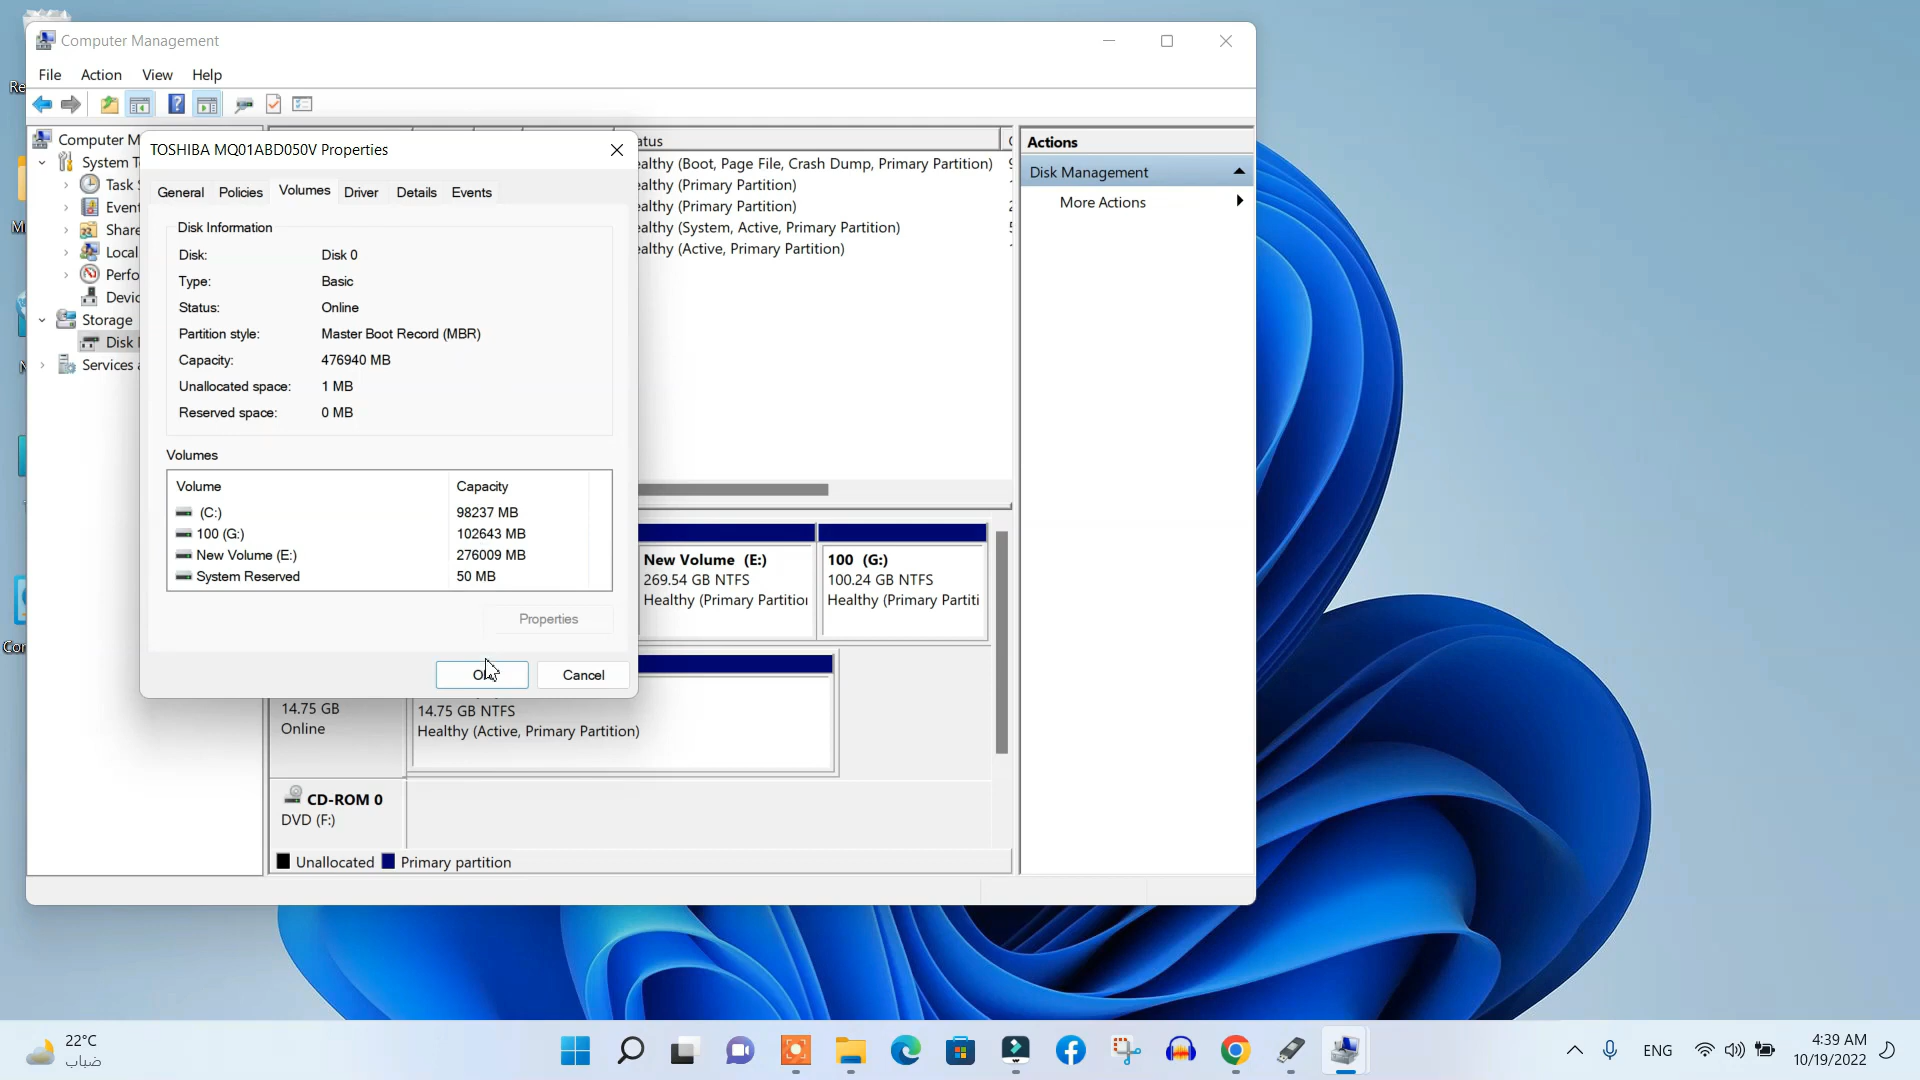 Computer Management
File Action View Help
Computer M
System T
Task S
Event
Share
Local
Perfo
Devic
Storage
Disk
Services a
TOSHIBA MQ01ABD050V Properties
General Policies Volumes Driver Details Events
Disk Information
Disk: Disk 0
Type: Basic
Status: Online
Partition style: Master Boot Record (MBR)
Capacity: 476940 MB
Unallocated space: 1 MB
Reserved space: 0 MB
Volumes
Volume Capacity
(C:) 98237 MB
100 (G:) 102643 MB
New Volume (E:) 276009 MB
System Reserved 50 MB
Properties
Cancel
atus
ealthy (Boot, Page File, Crash Dump, Primary Partition)
ealthy (Primary Partition)
ealthy (Primary Partition)
ealthy (System, Active, Primary Partition)
ealthy (Active, Primary Partition)
New Volume (E:)
269.54 GB NTFS
Healthy (Primary Partitio
100 (G:)
100.24 GB NTFS
Healthy (Primary Partiti
14.75 GB
Online
14.75 GB NTFS
Healthy (Active, Primary Partition)
CD-ROM 0
DVD (F:)
Unallocated Primary partition
Actions
Disk Management
More Actions
22°C
ضباب
ENG
4:39 AM
10/19/2022